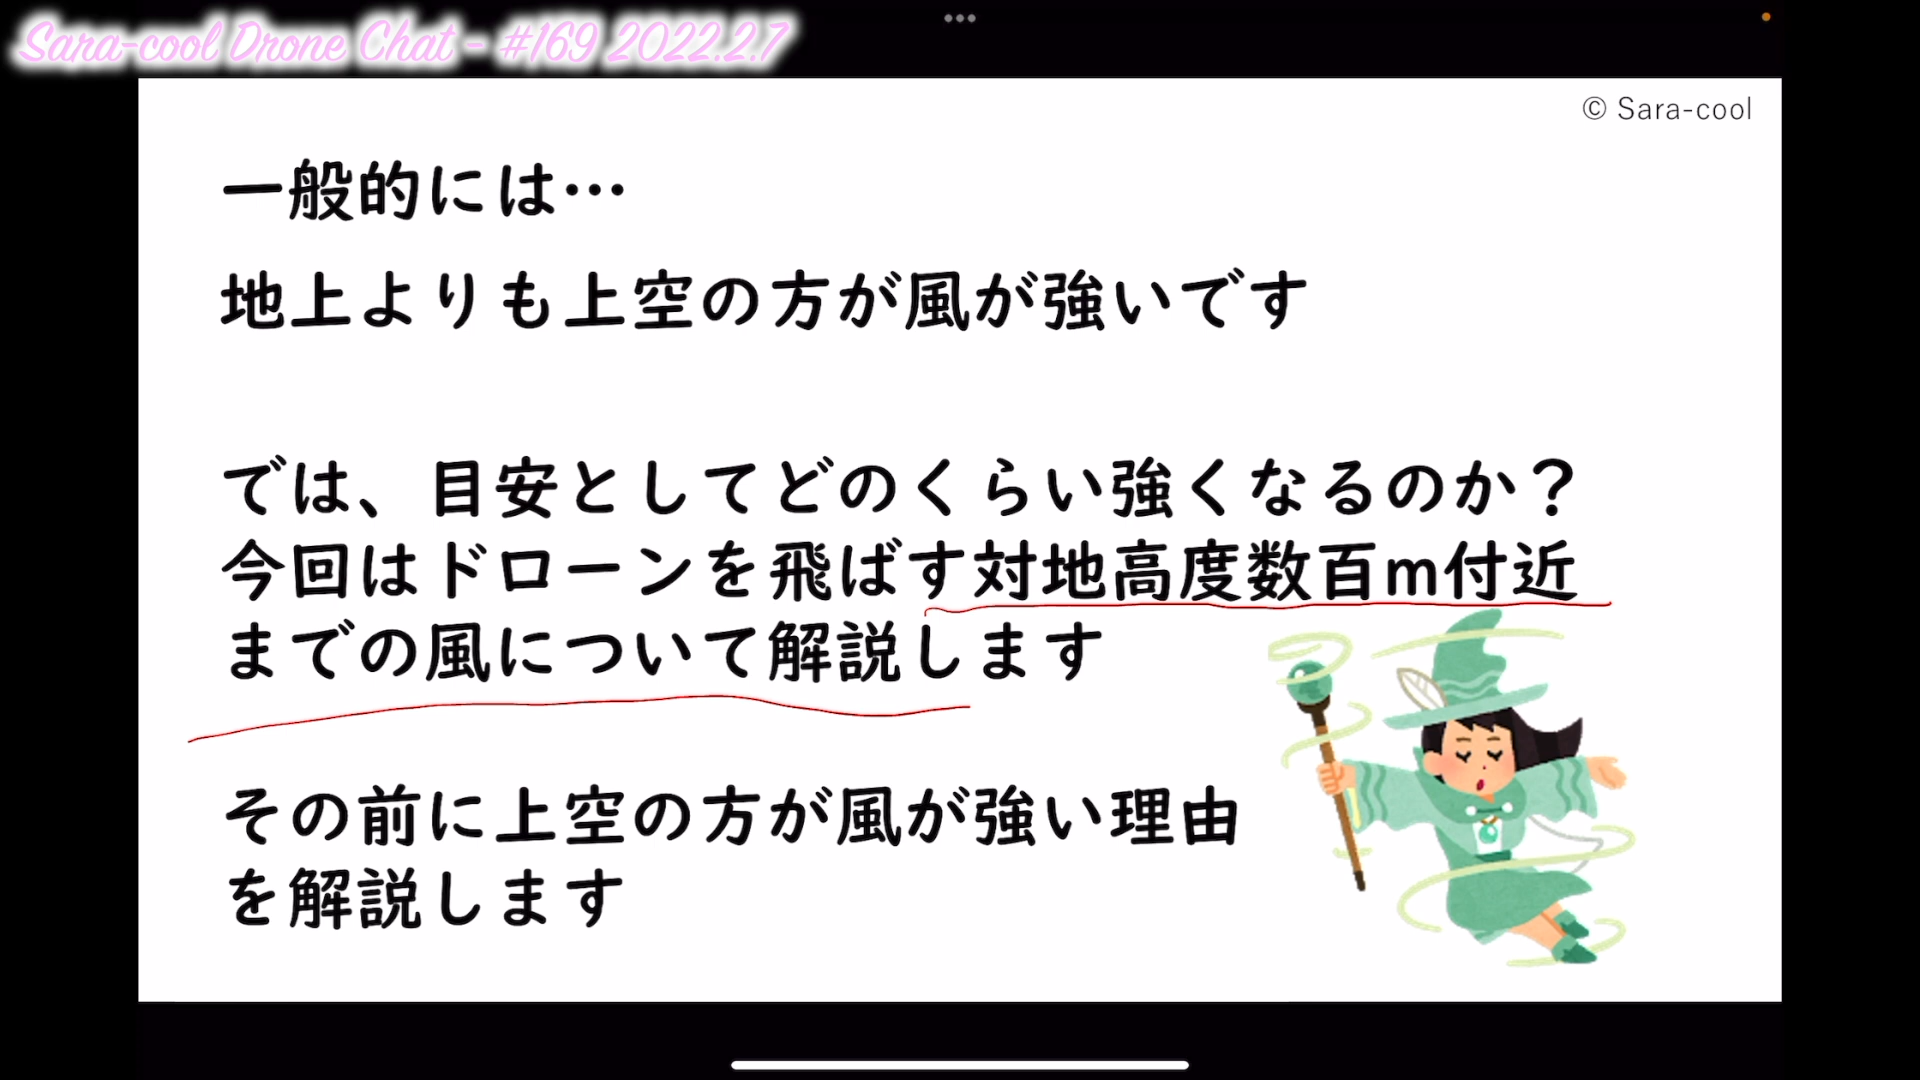 Sara-cool Drone Chat - #169 2022.2.7
© Sara-cool
一般的には…
地上よりも上空の方が風が強いです
では、目安としてどのくらい強くなるのか？
今回はドローンを飛ばす対地高度数百m付近
までの風について解説します
その前に上空の方が風が強い理由
を解説します